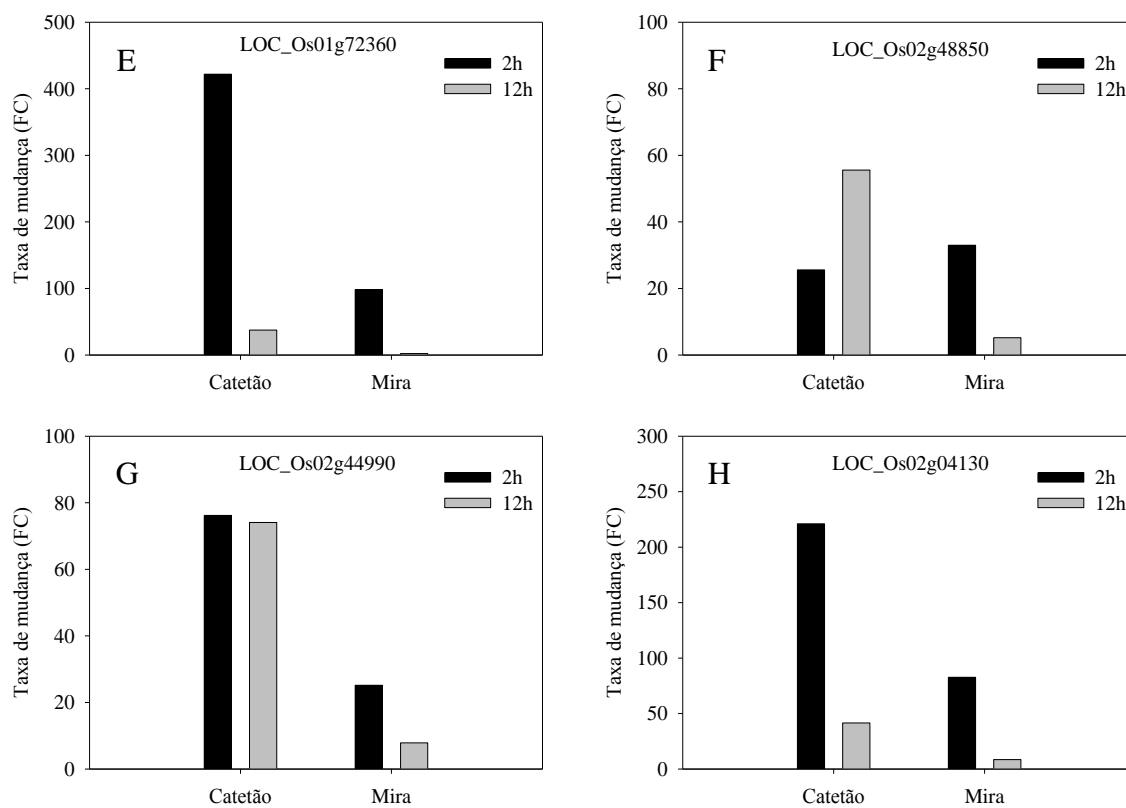 E
LOC_Os01g72360
2h
12h
Taxa de mudança (FC)
500
400
300
200
100
0
Catetão
Mira
F
LOC_Os02g48850
2h
12h
Taxa de mudança (FC)
100
80
60
40
20
0
Catetão
Mira
G
LOC_Os02g44990
2h
12h
Taxa de mudança (FC)
100
80
60
40
20
0
Catetão
Mira
H
LOC_Os02g04130
2h
12h
Taxa de mudança (FC)
300
250
200
150
100
50
0
Catetão
Mira